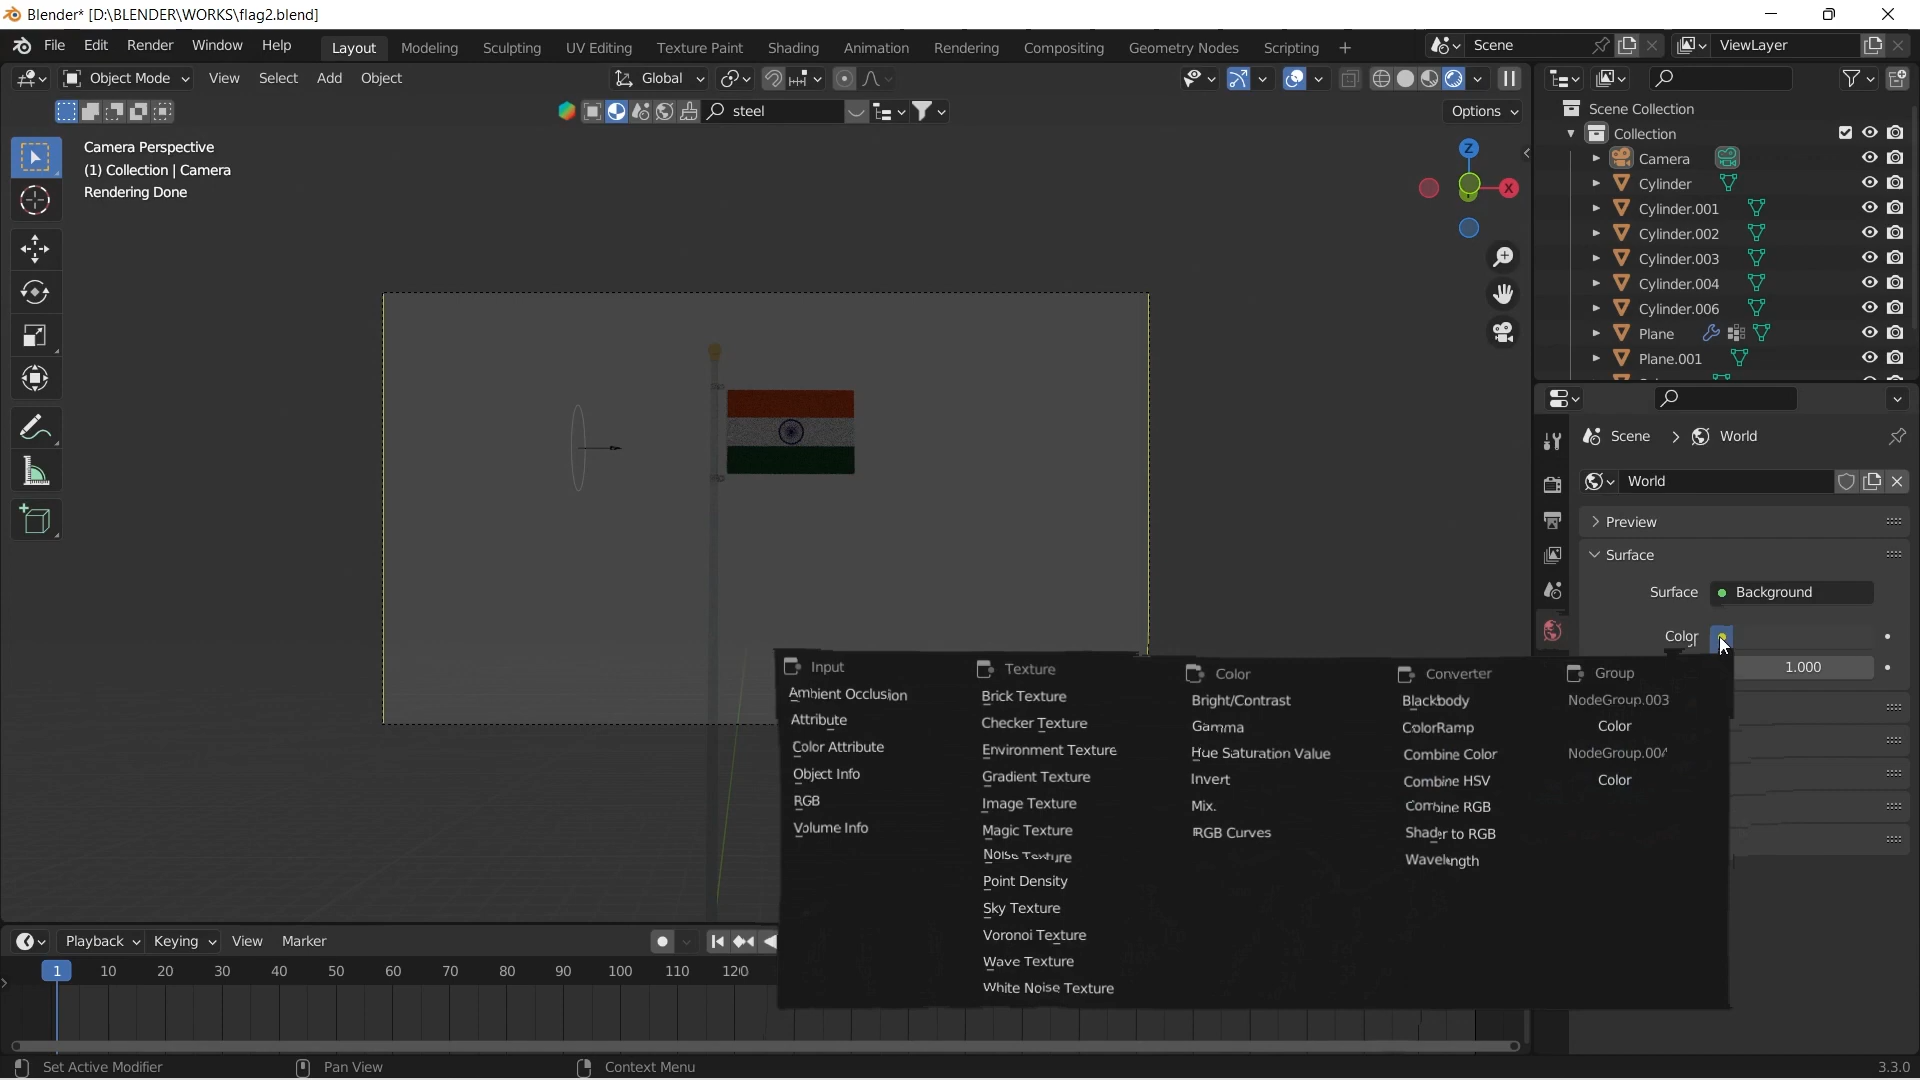 Blender* [D:\BLENDER\WORKS\flag2.blend]
File Edit Render Window Help Layout Modeling Sculpting UV Editing Texture Paint Shading Animation Rendering Compositing Geometry Nodes Scripting + Scene ViewLayer
Object Mode View Select Add Object Global
steel Options
Camera Perspective
(1) Collection | Camera
Rendering Done
Z
X
Scene Collection
Collection
Camera
Cylinder
Cylinder.001
Cylinder.002
Cylinder.003
Cylinder.004
Cylinder.006
Plane
Plane.001
Scene > World
World
Preview
Surface
Surface Background
Color
1.000
Input
Ambient Occlusion
Attribute
Color Attribute
Object Info
RGB
Volume Info
Texture
Brick Texture
Checker Texture
Environment Texture
Gradient Texture
Image Texture
Magic Texture
Noise Texture
Point Density
Sky Texture
Voronoi Texture
Wave Texture
White Noise Texture
Color
Bright/Contrast
Gamma
Hue Saturation Value
Invert
Mix.
RGB Curves
Converter
Blackbody
ColorRamp
Combine Color
Combine HSV
Combine RGB
Shader to RGB
Wavelength
Group
NodeGroup.003
Color
NodeGroup.004
Color
Playback Keying View Marker
1 10 20 30 40 50 60 70 80 90 100 110 120
Set Active Modifier Pan View Context Menu 3.3.0